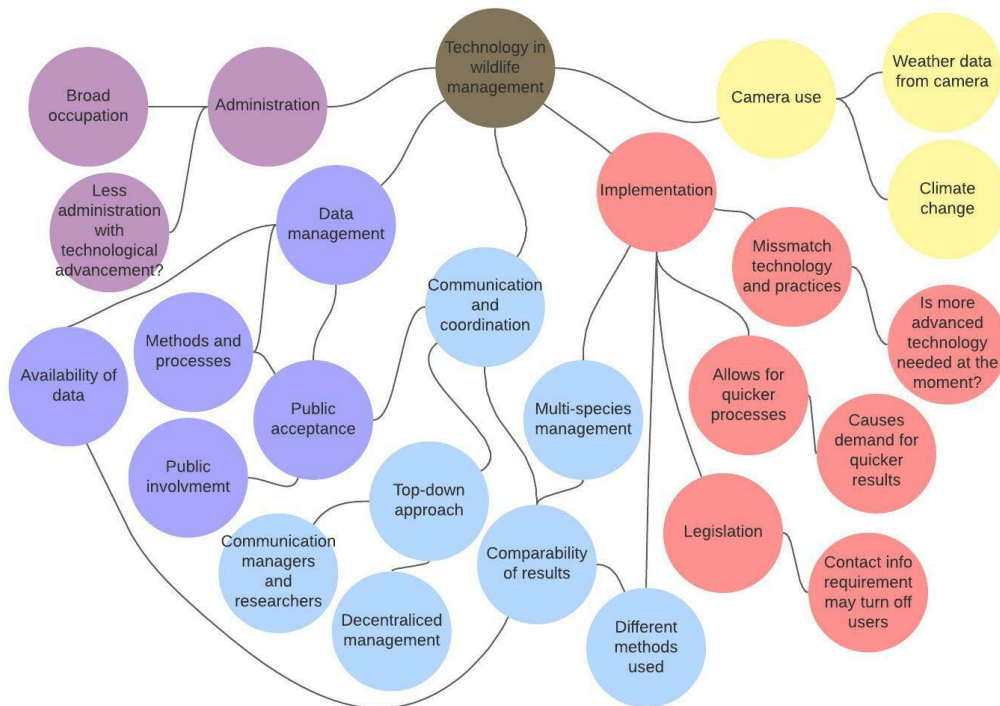 Technology in
wildlife
management
Broad
occupation
Administration
Less
administration
with
technological
advancement?
Camera use
Weather data
from camera
Climate
change
Data
management
Availability of
data
Methods and
processes
Public
acceptance
Public
involvmemt
Communication
and
coordination
Top-down
approach
Communication
managers
and
researchers
Decentraliced
management
Multi-species
management
Comparability
of results
Different
methods
used
Implementation
Missmatch
technology
and practices
Is more
advanced
technology
needed at the
moment?
Allows for
quicker
processes
Causes
demand for
quicker
results
Legislation
Contact info
requirement
may turn off
users